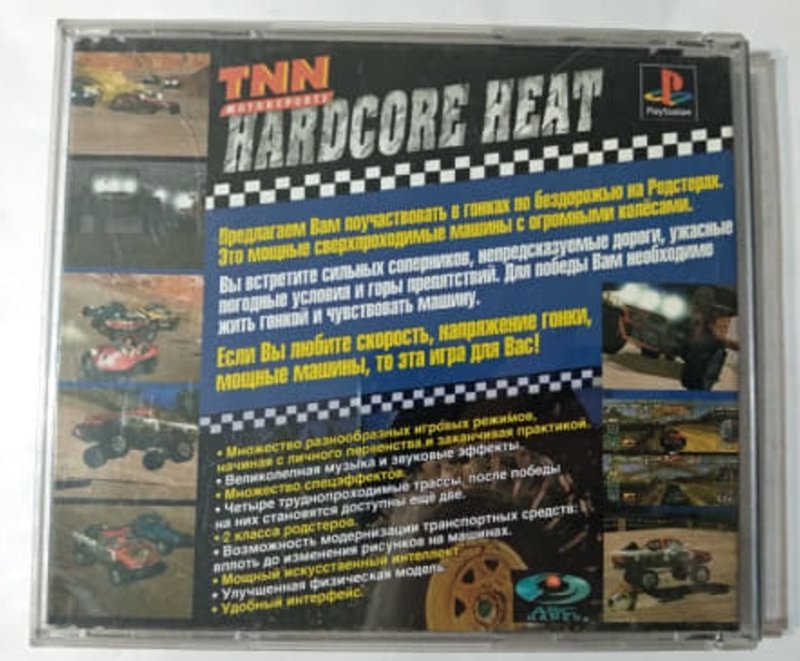 TNN
MOTORSPORTS
HARDCORE HEAT
PlayStation
Предлагаем Вам поучаствовать в гонках по бездорожью на Родстерах.
Это мощные сверхпроходимые машины с огромными колёсами.
Вы встретите сильных соперников, непредсказуемые дороги, ужасные
погодные условия и горы препятствий. Для победы Вам необходимо
жить гонкой и чувствовать машину.
Если Вы любите скорость, напряжение гонки,
мощные машины, то эта игра для Вас!
• Множество разнообразных игровых режимов,
начиная с личного первенства и заканчивая практикой.
• Великолепная музыка и звуковые эффекты.
• Множество спецэффектов.
• Четыре труднопроходимые трассы, после победы
на них становятся доступны ещё две.
• 2 класса родстеров.
• Возможность модернизации транспортных средств:
вплоть до изменения рисунков на машинах.
• Мощный искусственный интеллект.
• Улучшенная физическая модель.
• Удобный интерфейс.
ASC
GAMES